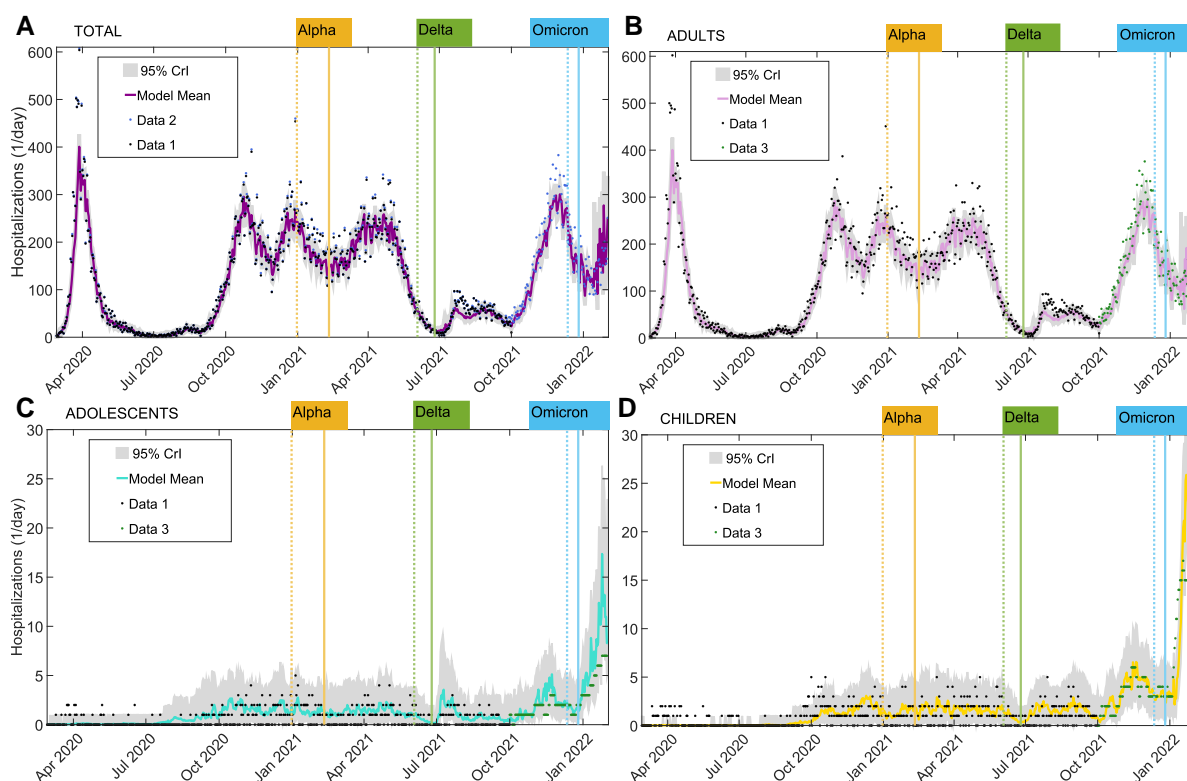 A
TOTAL
Alpha
Delta
Omicron
Hospitalizations (1/day)
600
500
400
300
200
100
0
95% CrI
Model Mean
Data 2
Data 1
Apr 2020
Jul 2020
Oct 2020
Jan 2021
Apr 2021
Jul 2021
Oct 2021
Jan 2022
B
ADULTS
Alpha
Delta
Omicron
600
500
400
300
200
100
0
95% CrI
Model Mean
Data 1
Data 3
Apr 2020
Jul 2020
Oct 2020
Jan 2021
Apr 2021
Jul 2021
Oct 2021
Jan 2022
C
ADOLESCENTS
Alpha
Delta
Omicron
Hospitalizations (1/day)
30
25
20
15
10
5
0
95% CrI
Model Mean
Data 1
Data 3
Apr 2020
Jul 2020
Oct 2020
Jan 2021
Apr 2021
Jul 2021
Oct 2021
Jan 2022
D
CHILDREN
Alpha
Delta
Omicron
30
25
20
15
10
5
0
95% CrI
Model Mean
Data 1
Data 3
Apr 2020
Jul 2020
Oct 2020
Jan 2021
Apr 2021
Jul 2021
Oct 2021
Jan 2022